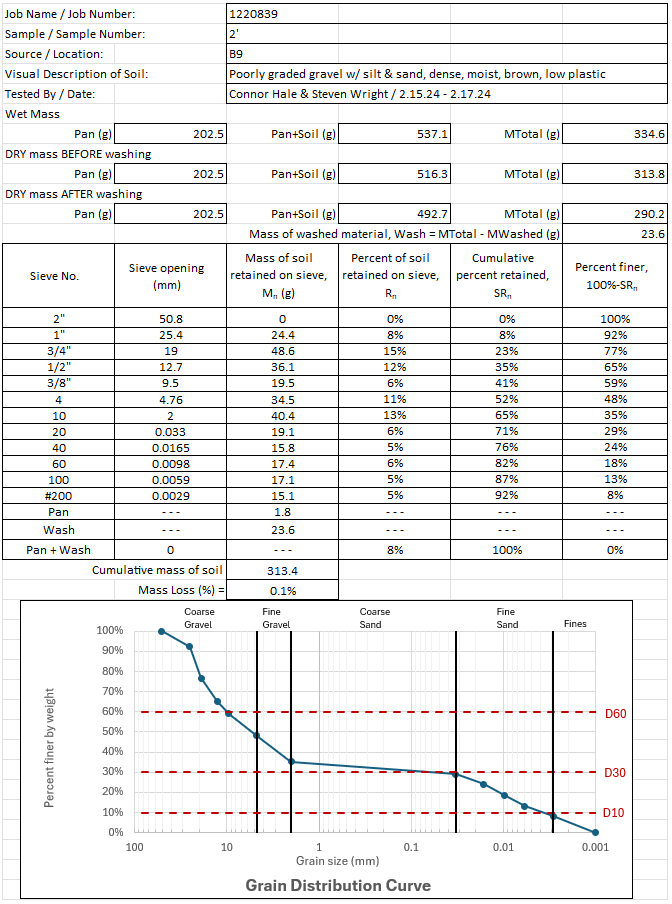 Job Name / Job Number: 1220839
Sample / Sample Number: 2'
Source / Location: B9
Visual Description of Soil: Poorly graded gravel w/ silt & sand, dense, moist, brown, low plastic
Tested By / Date: Connor Hale & Steven Wright / 2.15.24 - 2.17.24
Wet Mass
Pan (g) 202.5 Pan+Soil (g) 537.1 MTotal (g) 334.6
DRY mass BEFORE washing
Pan (g) 202.5 Pan+Soil (g) 516.3 MTotal (g) 313.8
DRY mass AFTER washing
Pan (g) 202.5 Pan+Soil (g) 492.7 MTotal (g) 290.2
Mass of washed material, Wash = MTotal - MWashed (g) 23.6
Sieve No. Sieve opening (mm) Mass of soil retained on sieve, Mn (g) Percent of soil retained on sieve, Rn Cumulative percent retained, SRn Percent finer, 100%-SRn
2" 50.8 0 0% 0% 100%
1" 25.4 24.4 8% 8% 92%
3/4" 19 48.6 15% 23% 77%
1/2" 12.7 36.1 12% 35% 65%
3/8" 9.5 19.5 6% 41% 59%
4 4.76 34.5 11% 52% 48%
10 2 40.4 13% 65% 35%
20 0.033 19.1 6% 71% 29%
40 0.0165 15.8 5% 76% 24%
60 0.0098 17.4 6% 82% 18%
100 0.0059 17.1 5% 87% 13%
#200 0.0029 15.1 5% 92% 8%
Pan - - - 1.8 - - - - - - - - -
Wash - - - 23.6 - - - - - - - - -
Pan + Wash 0 - - - 8% 100% 0%
Cumulative mass of soil 313.4
Mass Loss (%) = 0.1%
Coarse Gravel Fine Gravel Coarse Sand Fine Sand Fines
100%
90%
80%
70%
60% D60
50%
40%
30% D30
20%
10% D10
0%
Percent finer by weight
100 10 1 0.1 0.01 0.001
Grain size (mm)
Grain Distribution Curve